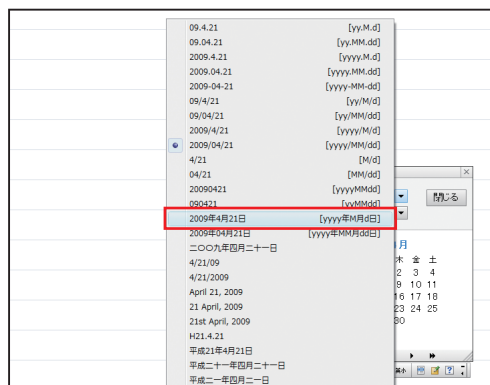 09.4.21 [yy.M.d]
09.04.21 [yy.MM.dd]
2009.4.21 [yyyy.M.d]
2009.04.21 [yyyy.MM.dd]
2009-04-21 [yyyy-MM-dd]
09/4/21 [yy/M/d]
09/04/21 [yy/MM/dd]
2009/4/21 [yyyy/M/d]
2009/04/21 [yyyy/MM/dd]
4/21 [M/d]
04/21 [MM/dd]
20090421 [yyyyMMdd]
090421 [yyMMdd]
2009年4月21日 [yyyy年M月d日]
2009年04月21日 [yyyy年MM月dd日]
二〇〇九年四月二十一日
4/21/09
4/21/2009
April 21, 2009
21 April, 2009
21st April, 2009
H21.4.21
平成21年4月21日
平成二十一年四月二十一日
平成二一年四月二一日
閉じる
月
木 金 土
2 3 4
9 10 11
16 17 18
23 24 25
30